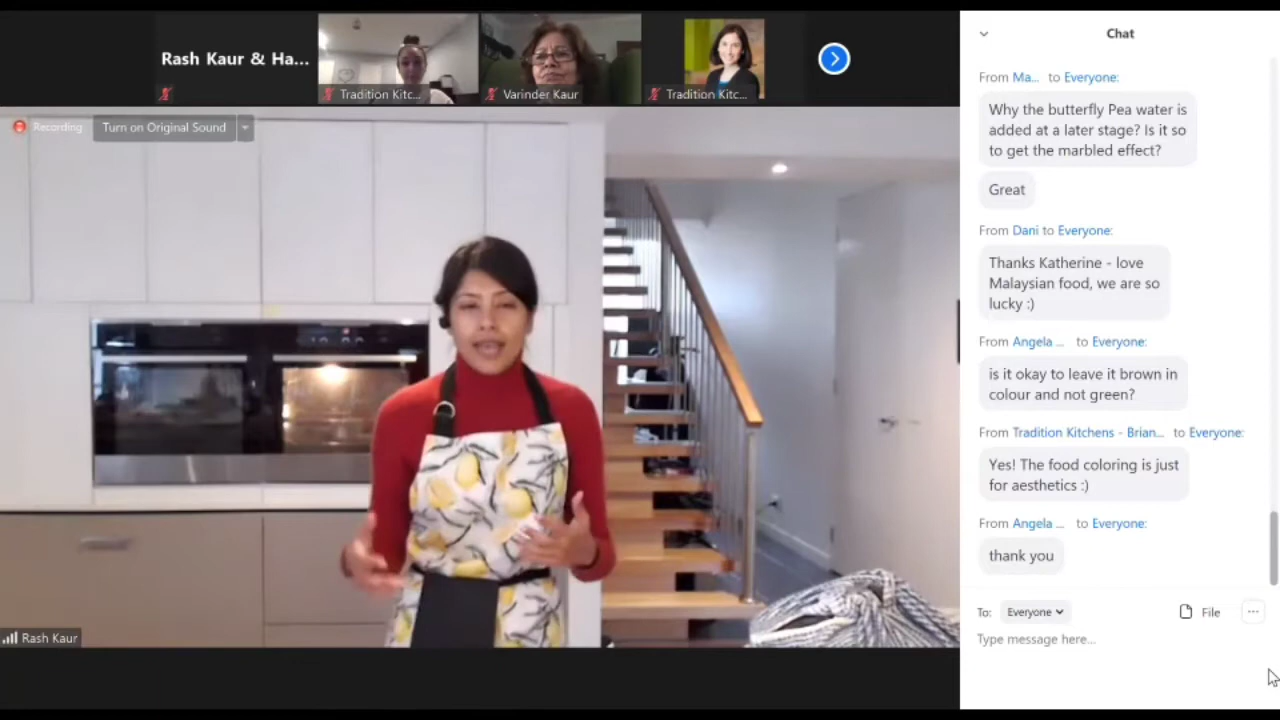 Rash Kaur & Ha...
Tradition Kitc...
Varinder Kaur
Tradition Kitc...
Recording
Turn on Original Sound
Rash Kaur
Chat
From Ma... to Everyone:
Why the butterfly Pea water is
added at a later stage? Is it so
to get the marbled effect?
Great
From Dani to Everyone:
Thanks Katherine - love
Malaysian food, we are so
lucky :)
From Angela ... to Everyone:
is it okay to leave it brown in
colour and not green?
From Tradition Kitchens - Brian... to Everyone:
Yes! The food coloring is just
for aesthetics :)
From Angela ... to Everyone:
thank you
To: Everyone File
Type message here...